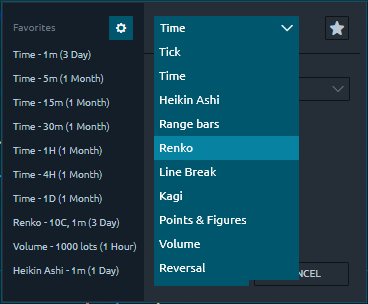 Favorites
Time - 1m (3 Day)
Time - 5m (1 Month)
Time - 15m (1 Month)
Time - 30m (1 Month)
Time - 1H (1 Month)
Time - 4H (1 Month)
Time - 1D (1 Month)
Renko - 10C, 1m (3 Day)
Volume - 1000 lots (1 Hour)
Heikin Ashi - 1m (1 Day)
Time
Tick
Time
Heikin Ashi
Range bars
Renko
Line Break
Kagi
Points & Figures
Volume
Reversal
NCEL